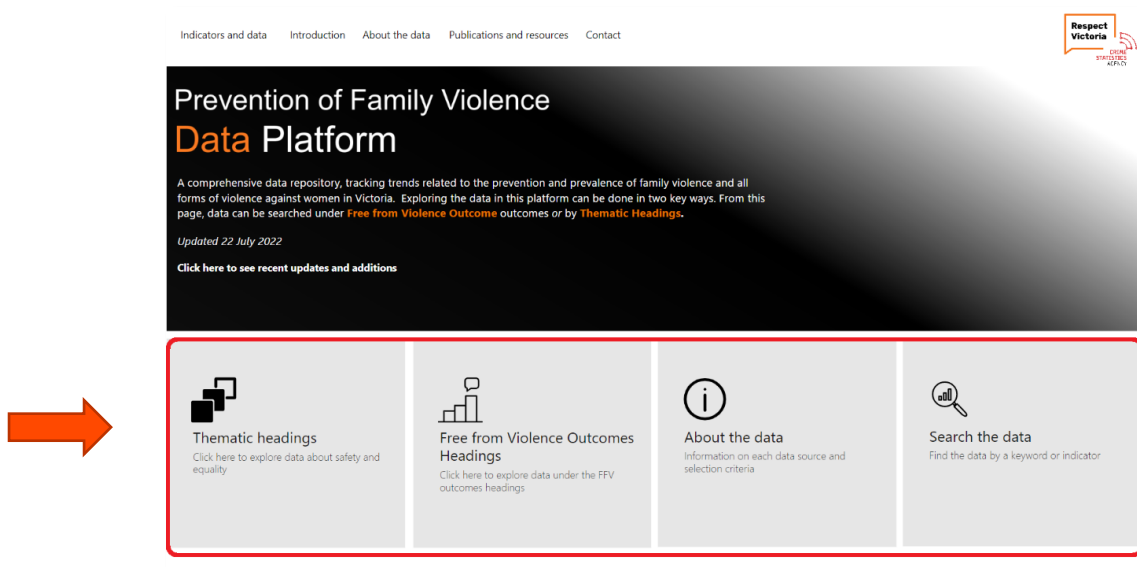 Indicators and data Introduction About the data Publications and resources Contact
Respect
Victoria
CRIME
STATISTICS
AGENCY
Prevention of Family Violence
Data Platform
A comprehensive data repository, tracking trends related to the prevention and prevalence of family violence and all
forms of violence against women in Victoria. Exploring the data in this platform can be done in two key ways. From this
page, data can be searched under Free from Violence Outcome outcomes or by Thematic Headings.
Updated 22 July 2022
Click here to see recent updates and additions
Thematic headings
Click here to explore data about safety and
equality
Free from Violence Outcomes
Headings
Click here to explore data under the FFV
outcomes headings
About the data
Information on each data source and
selection criteria
Search the data
Find the data by a keyword or indicator